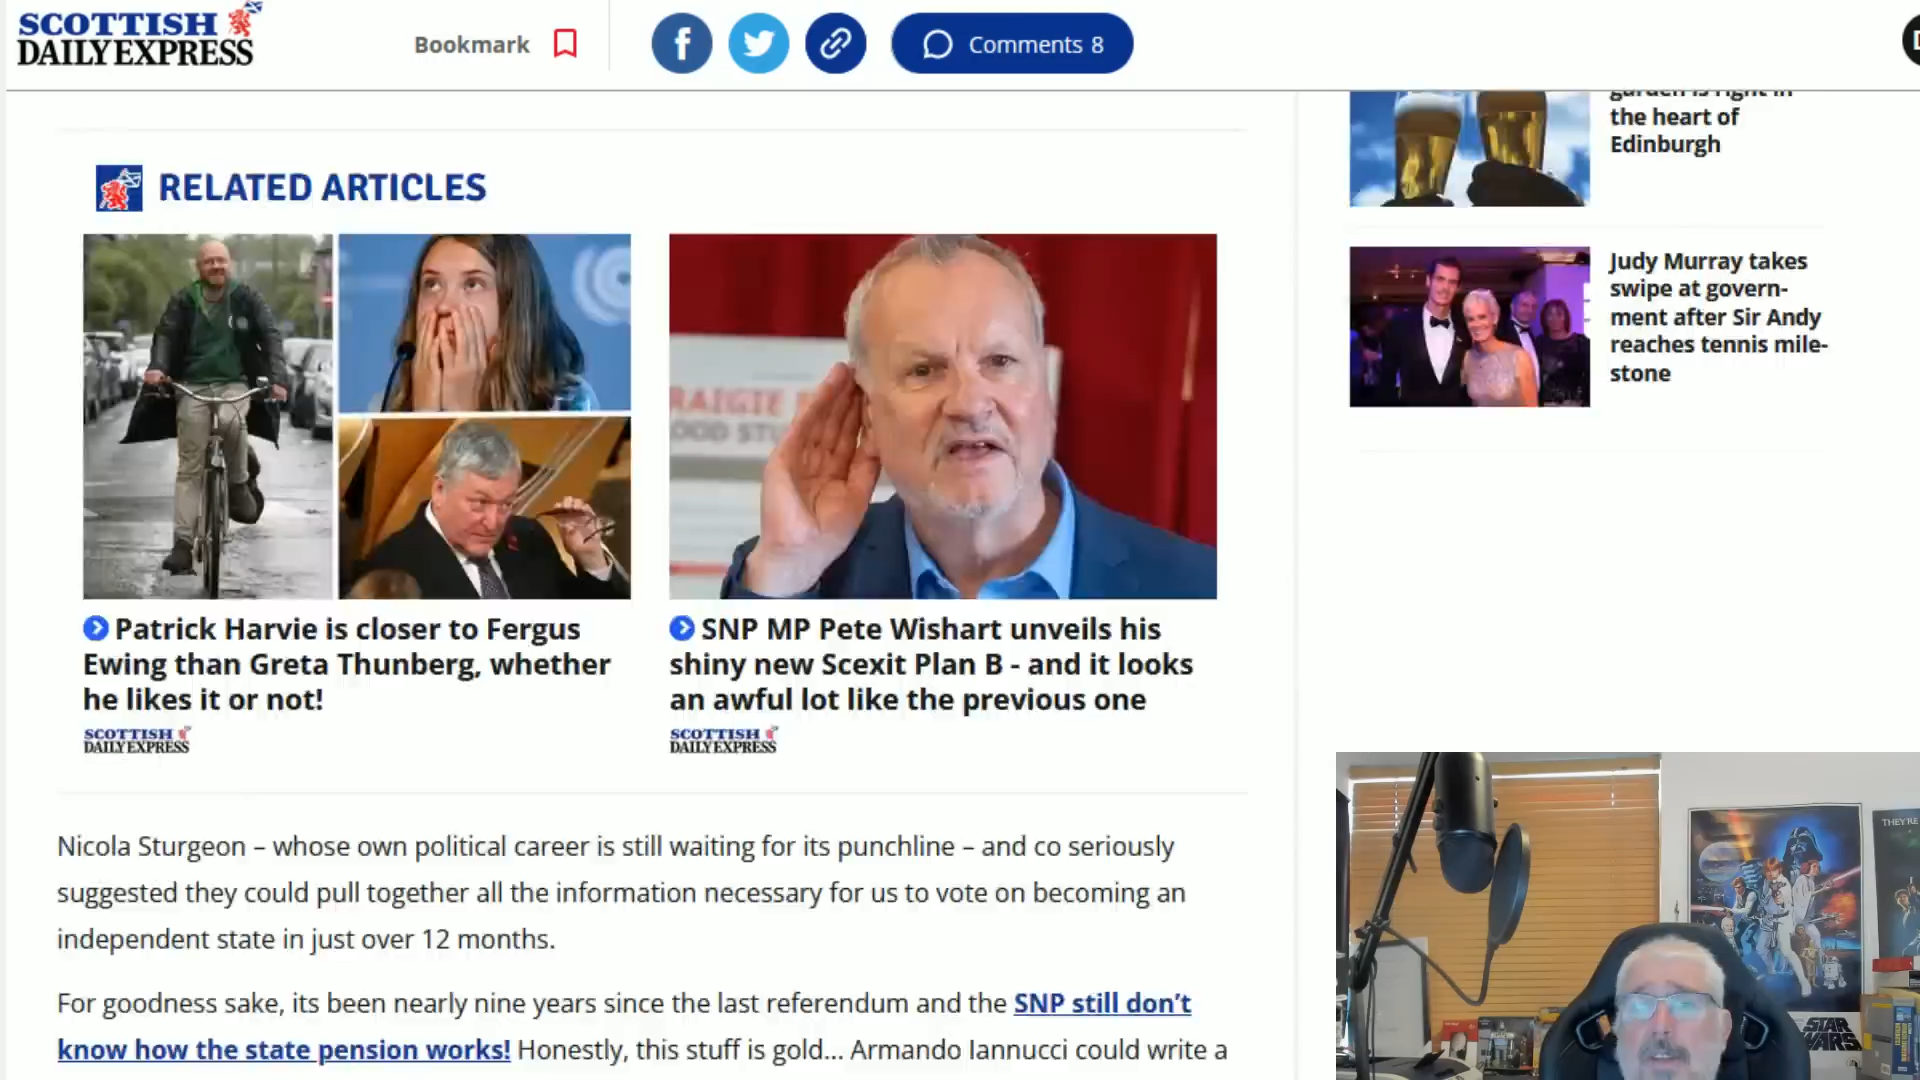 SCOTTISH
DAILY EXPRESS
Bookmark
Comments 8
the heart of
Edinburgh
RELATED ARTICLES
RAIGIE
OOD STU
Judy Murray takes
swipe at govern-
ment after Sir Andy
reaches tennis mile-
stone
Patrick Harvie is closer to Fergus
Ewing than Greta Thunberg, whether
he likes it or not!
SCOTTISH
DAILY EXPRESS
SNP MP Pete Wishart unveils his
shiny new Scexit Plan B - and it looks
an awful lot like the previous one
SCOTTISH
DAILY EXPRESS
Nicola Sturgeon – whose own political career is still waiting for its punchline – and co seriously
suggested they could pull together all the information necessary for us to vote on becoming an
independent state in just over 12 months.
For goodness sake, its been nearly nine years since the last referendum and the SNP still don’t
know how the state pension works! Honestly, this stuff is gold... Armando Iannucci could write a
THEY'RE
STAR
WARS